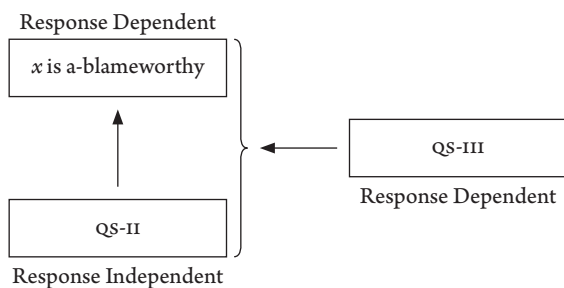 Response Dependent
x is a-blameworthy
QS-III
Response Dependent
QS-II
Response Independent